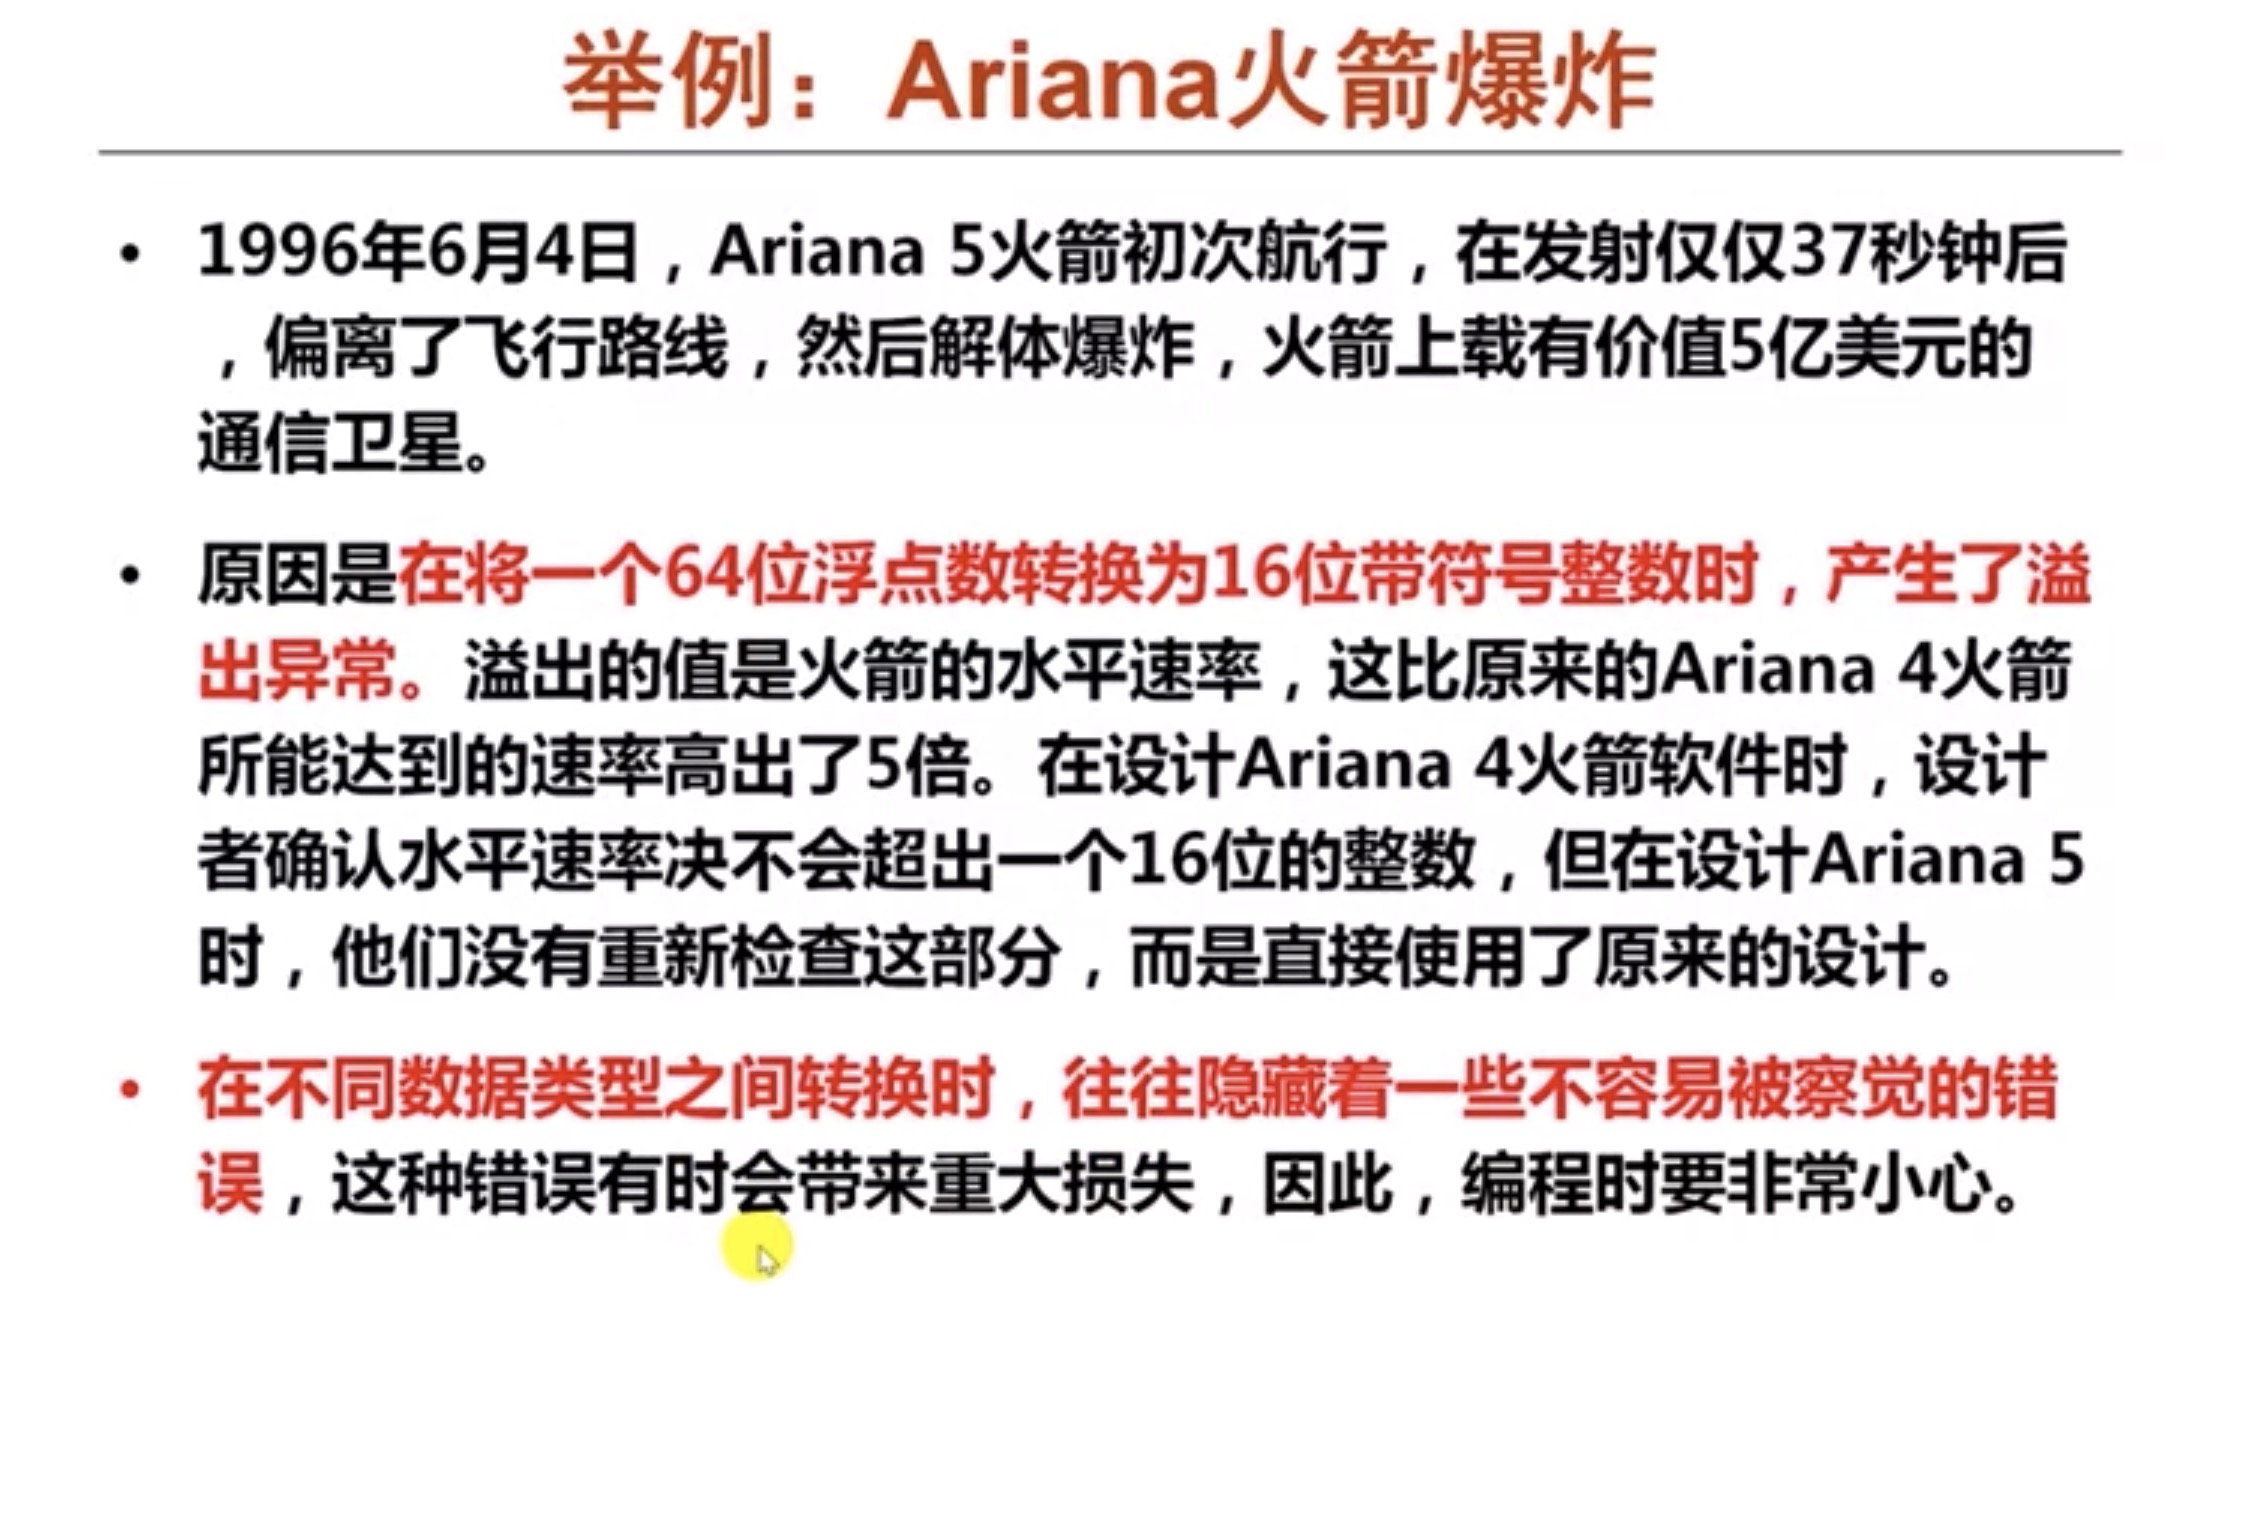 举例：Ariana火箭爆炸
• 1996年6月4日，Ariana 5火箭初次航行，在发射仅仅37秒钟后
，偏离了飞行路线，然后解体爆炸，火箭上载有价值5亿美元的
通信卫星。
• 原因是在将一个64位浮点数转换为16位带符号整数时，产生了溢
出异常。溢出的值是火箭的水平速率，这比原来的Ariana 4火箭
所能达到的速率高出了5倍。在设计Ariana 4火箭软件时，设计
者确认水平速率决不会超出一个16位的整数，但在设计Ariana 5
时，他们没有重新检查这部分，而是直接使用了原来的设计。
• 在不同数据类型之间转换时，往往隐藏着一些不容易被察觉的错
误，这种错误有时会带来重大损失，因此，编程时要非常小心。